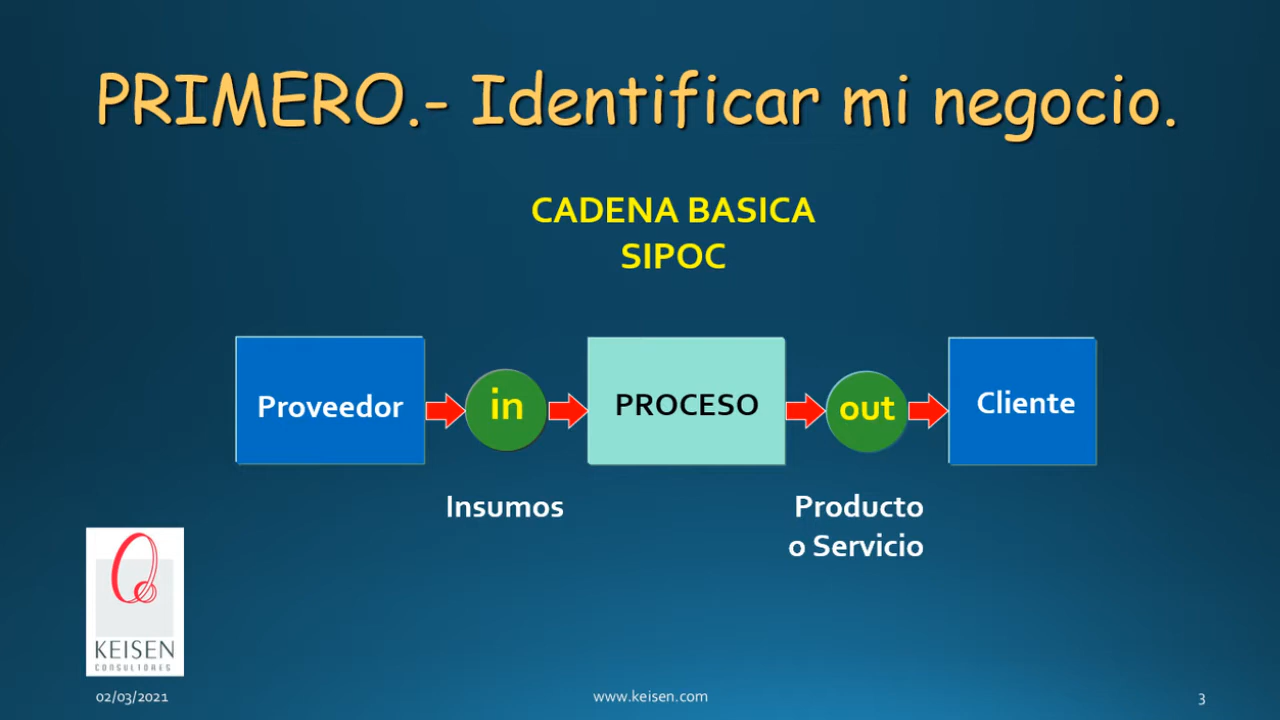 PRIMERO.- Identificar mi negocio.
CADENA BASICA
SIPOC
Proveedor
in
PROCESO
out
Cliente
Insumos
Producto
o Servicio
KEISEN
CONSULTORES
02/03/2021
www.keisen.com
3